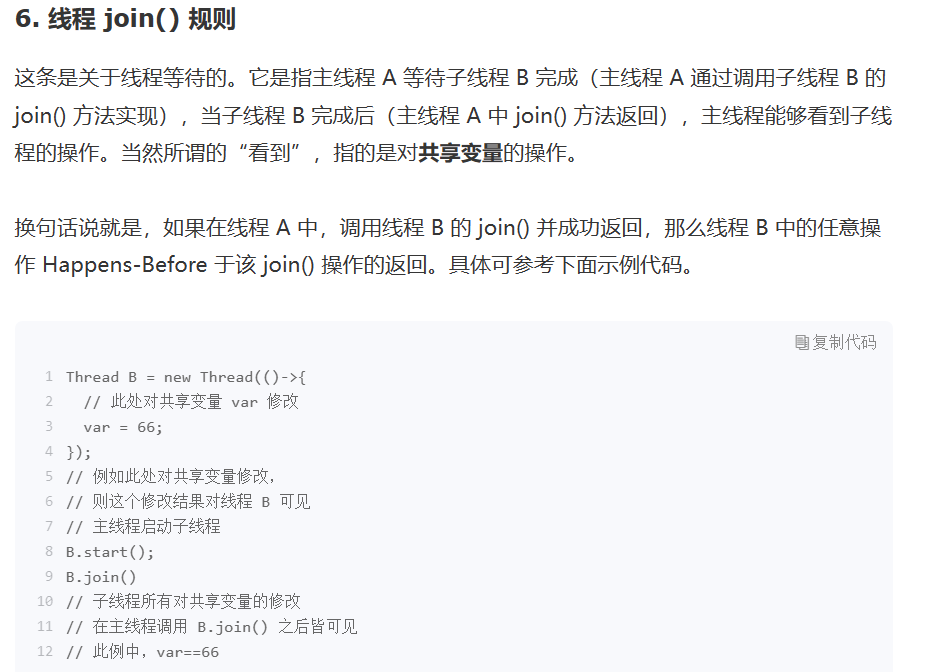 6. 线程 join() 规则
这条是关于线程等待的。它是指主线程 A 等待子线程 B 完成（主线程 A 通过调用子线程 B 的
join() 方法实现），当子线程 B 完成后（主线程 A 中 join() 方法返回），主线程能够看到子线
程的操作。当然所谓的“看到”，指的是对共享变量的操作。
换句话说就是，如果在线程 A 中，调用线程 B 的 join() 并成功返回，那么线程 B 中的任意操
作 Happens-Before 于该 join() 操作的返回。具体可参考下面示例代码。
复制代码
1 Thread B = new Thread(()->{
2 // 此处对共享变量 var 修改
3 var = 66;
4 });
5 // 例如此处对共享变量修改，
6 // 则这个修改结果对线程 B 可见
7 // 主线程启动子线程
8 B.start();
9 B.join()
10 // 子线程所有对共享变量的修改
11 // 在主线程调用 B.join() 之后皆可见
12 // 此例中，var==66